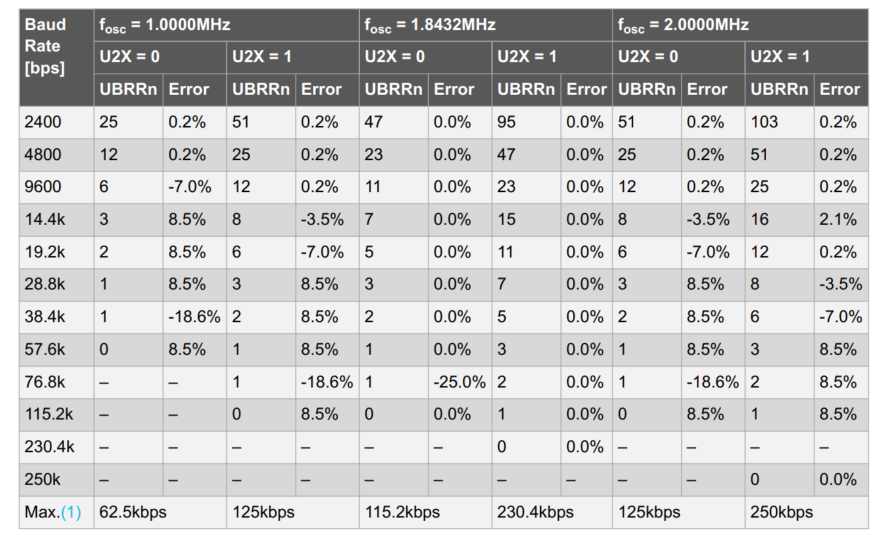 Baud Rate [bps] fosc = 1.0000MHz fosc = 1.8432MHz fosc = 2.0000MHz
U2X = 0 U2X = 1 U2X = 0 U2X = 1 U2X = 0 U2X = 1
UBRRn Error UBRRn Error UBRRn Error UBRRn Error UBRRn Error UBRRn Error
2400 25 0.2% 51 0.2% 47 0.0% 95 0.0% 51 0.2% 103 0.2%
4800 12 0.2% 25 0.2% 23 0.0% 47 0.0% 25 0.2% 51 0.2%
9600 6 -7.0% 12 0.2% 11 0.0% 23 0.0% 12 0.2% 25 0.2%
14.4k 3 8.5% 8 -3.5% 7 0.0% 15 0.0% 8 -3.5% 16 2.1%
19.2k 2 8.5% 6 -7.0% 5 0.0% 11 0.0% 6 -7.0% 12 0.2%
28.8k 1 8.5% 3 8.5% 3 0.0% 7 0.0% 3 8.5% 8 -3.5%
38.4k 1 -18.6% 2 8.5% 2 0.0% 5 0.0% 2 8.5% 6 -7.0%
57.6k 0 8.5% 1 8.5% 1 0.0% 3 0.0% 1 8.5% 3 8.5%
76.8k – – 1 -18.6% 1 -25.0% 2 0.0% 1 -18.6% 2 8.5%
115.2k – – 0 8.5% 0 0.0% 1 0.0% 0 8.5% 1 8.5%
230.4k – – – – – – 0 0.0% – – – –
250k – – – – – – – – – – 0 0.0%
Max.(1) 62.5kbps 125kbps 115.2kbps 230.4kbps 125kbps 250kbps